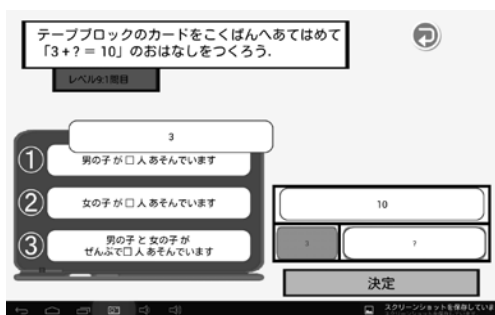 テープブロックのカードをこくばんへあてはめて
「3+?=10」のおはなしをつくろう.
レベル9:1問目
3
① 男の子が□人あそんでいます
② 女の子が□人あそんでいます
③ 男の子と女の子が
ぜんぶで□人あそんでいます
10
3
?
決定
スクリーンショットを保存していま